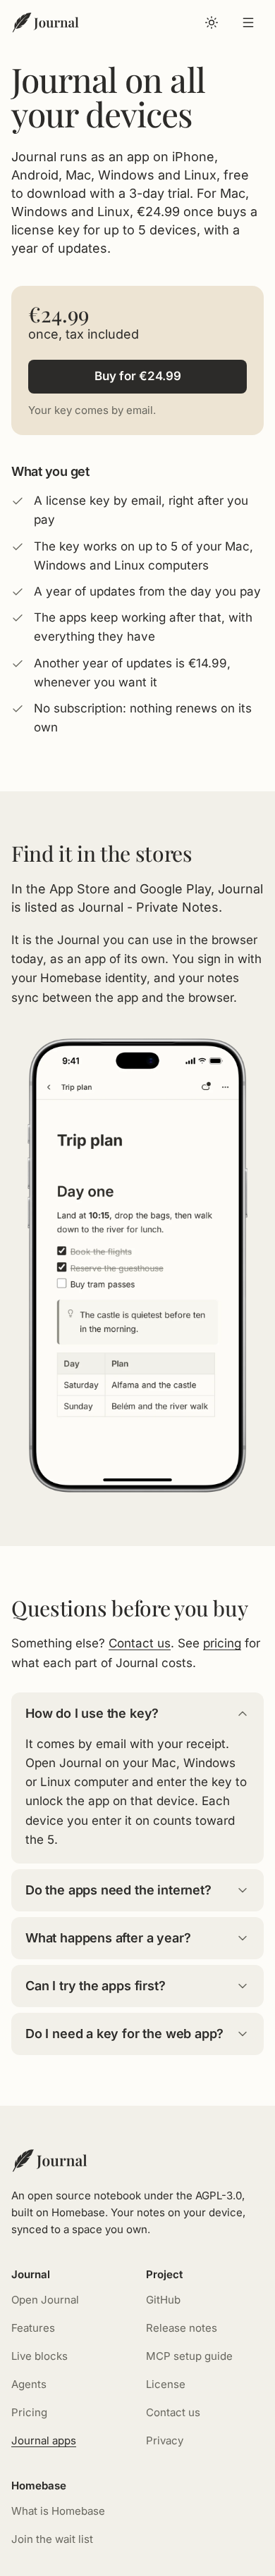 Journal
Journal on all
your devices
Journal runs as an app on iPhone,
Android, Mac, Windows and Linux, free
to download with a 3-day trial. For Mac,
Windows and Linux, €24.99 once buys a
license key for up to 5 devices, with a
year of updates.
€24.99
once, tax included
Buy for €24.99
Your key comes by email.
What you get
A license key by email, right after you
pay
The key works on up to 5 of your Mac,
Windows and Linux computers
A year of updates from the day you pay
The apps keep working after that, with
everything they have
Another year of updates is €14.99,
whenever you want it
No subscription: nothing renews on its
own
Find it in the stores
In the App Store and Google Play, Journal
is listed as Journal - Private Notes.
It is the Journal you can use in the browser
today, as an app of its own. You sign in with
your Homebase identity, and your notes
sync between the app and the browser.
9:41
Trip plan
Trip plan
Day one
Land at 10:15, drop the bags, then walk
down to the river for lunch.
Book the flights
Reserve the guesthouse
Buy tram passes
The castle is quietest before ten
in the morning.
Day Plan
Saturday Alfama and the castle
Sunday Belém and the river walk
Questions before you buy
Something else? Contact us. See pricing for
what each part of Journal costs.
How do I use the key?
It comes by email with your receipt.
Open Journal on your Mac, Windows
or Linux computer and enter the key to
unlock the app on that device. Each
device you enter it on counts toward
the 5.
Do the apps need the internet?
What happens after a year?
Can I try the apps first?
Do I need a key for the web app?
Journal
An open source notebook under the AGPL-3.0,
built on Homebase. Your notes on your device,
synced to a space you own.
Journal
Open Journal
Features
Live blocks
Agents
Pricing
Journal apps
Project
GitHub
Release notes
MCP setup guide
License
Contact us
Privacy
Homebase
What is Homebase
Join the wait list